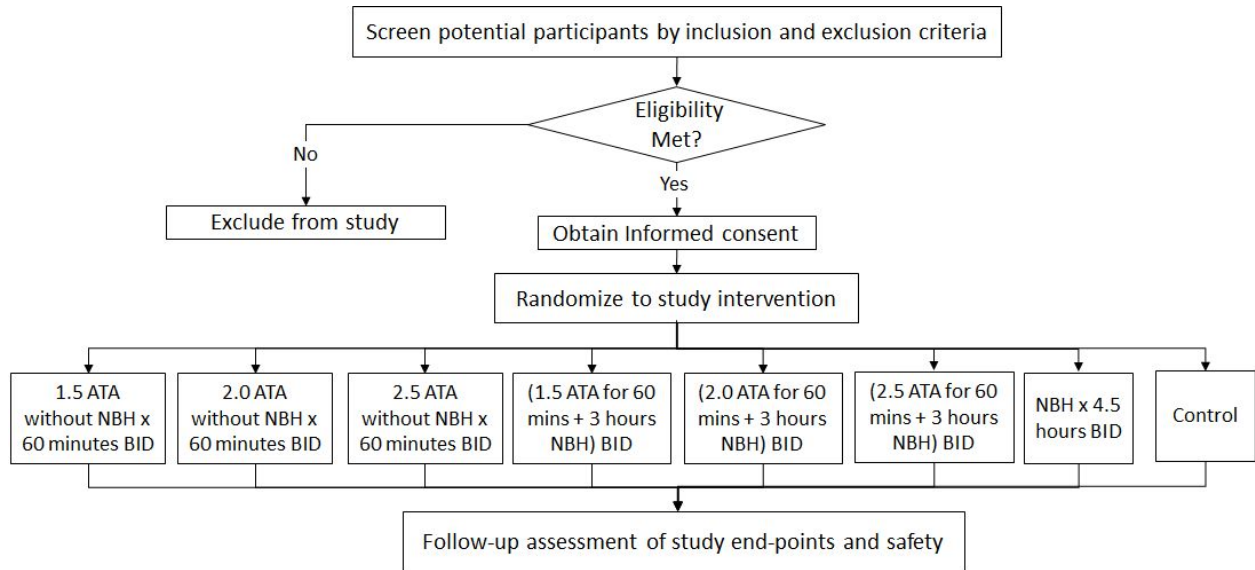 Screen potential participants by inclusion and exclusion criteria
Eligibility
Met?
No
Yes
Exclude from study
Obtain Informed consent
Randomize to study intervention
1.5 ATA
without NBH x
60 minutes BID
2.0 ATA
without NBH x
60 minutes BID
2.5 ATA
without NBH x
60 minutes BID
(1.5 ATA for 60
mins + 3 hours
NBH) BID
(2.0 ATA for 60
mins + 3 hours
NBH) BID
(2.5 ATA for 60
mins + 3 hours
NBH) BID
NBH x 4.5
hours BID
Control
Follow-up assessment of study end-points and safety